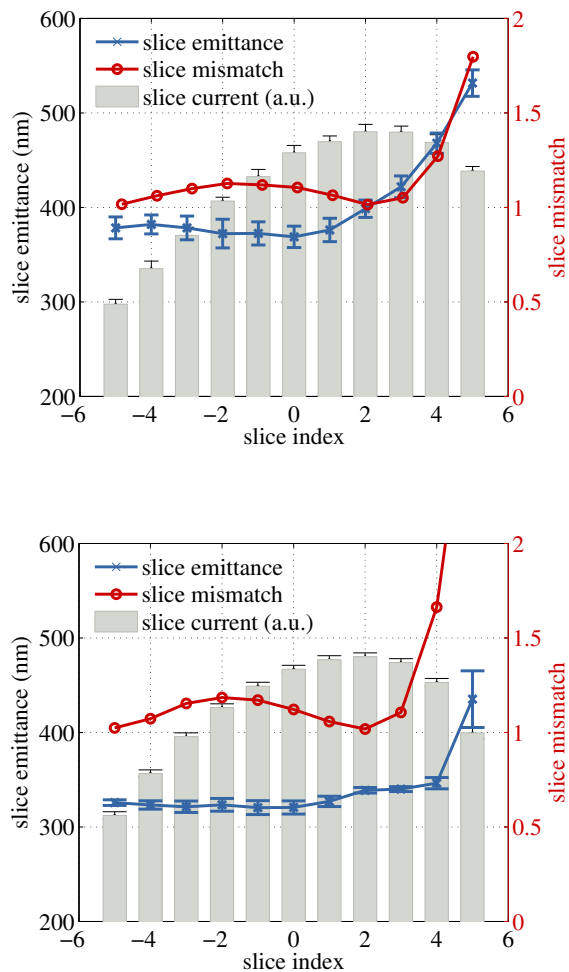 600
500
400
300
200
slice emittance (nm)
slice emittance
slice mismatch
slice current (a.u.)
2
1.5
1
0.5
0
slice mismatch
−6
−4
−2
0
2
4
6
slice index
600
500
400
300
200
slice emittance (nm)
slice emittance
slice mismatch
slice current (a.u.)
2
1.5
1
0.5
0
slice mismatch
−6
−4
−2
0
2
4
6
slice index